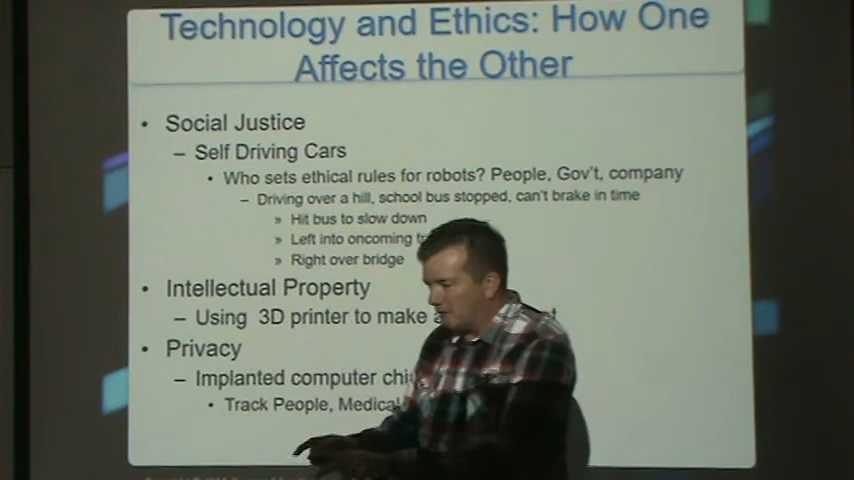 Technology and Ethics: How One
Affects the Other
• Social Justice
– Self Driving Cars
• Who sets ethical rules for robots? People, Gov't, company
– Driving over a hill, school bus stopped, can't brake in time
» Hit bus to slow down
» Left into oncoming
» Right over bridge
• Intellectual Property
– Using 3D printer to make
• Privacy
– Implanted computer
• Track People, Medical